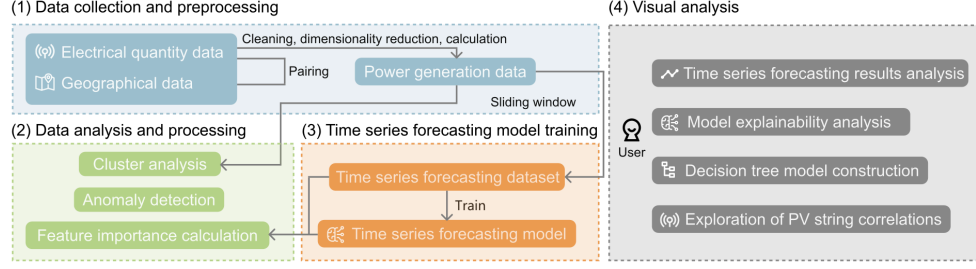 (1) Data collection and preprocessing
Electrical quantity data
Geographical data
Cleaning, dimensionality reduction, calculation
Pairing
Power generation data
Sliding window
(2) Data analysis and processing
Cluster analysis
Anomaly detection
Feature importance calculation
(3) Time series forecasting model training
Time series forecasting dataset
Train
Time series forecasting model
(4) Visual analysis
User
Time series forecasting results analysis
Model explainability analysis
Decision tree model construction
Exploration of PV string correlations